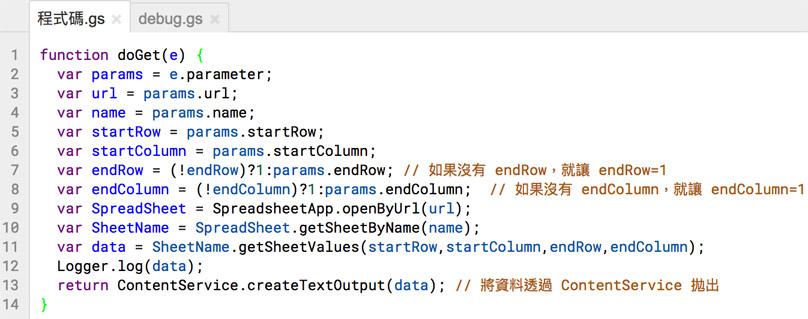 程式碼.gs × debug.gs ×
1 function doGet(e) {
2 var params = e.parameter;
3 var url = params.url;
4 var name = params.name;
5 var startRow = params.startRow;
6 var startColumn = params.startColumn;
7 var endRow = (!endRow)?1:params.endRow; // 如果沒有 endRow，就讓 endRow=1
8 var endColumn = (!endColumn)?1:params.endColumn; // 如果沒有 endColumn，就讓 endColumn=1
9 var SpreadSheet = SpreadsheetApp.openByUrl(url);
10 var SheetName = SpreadSheet.getSheetByName(name);
11 var data = SheetName.getSheetValues(startRow,startColumn,endRow,endColumn);
12 Logger.log(data);
13 return ContentService.createTextOutput(data); // 將資料透過 ContentService 拋出
14 }